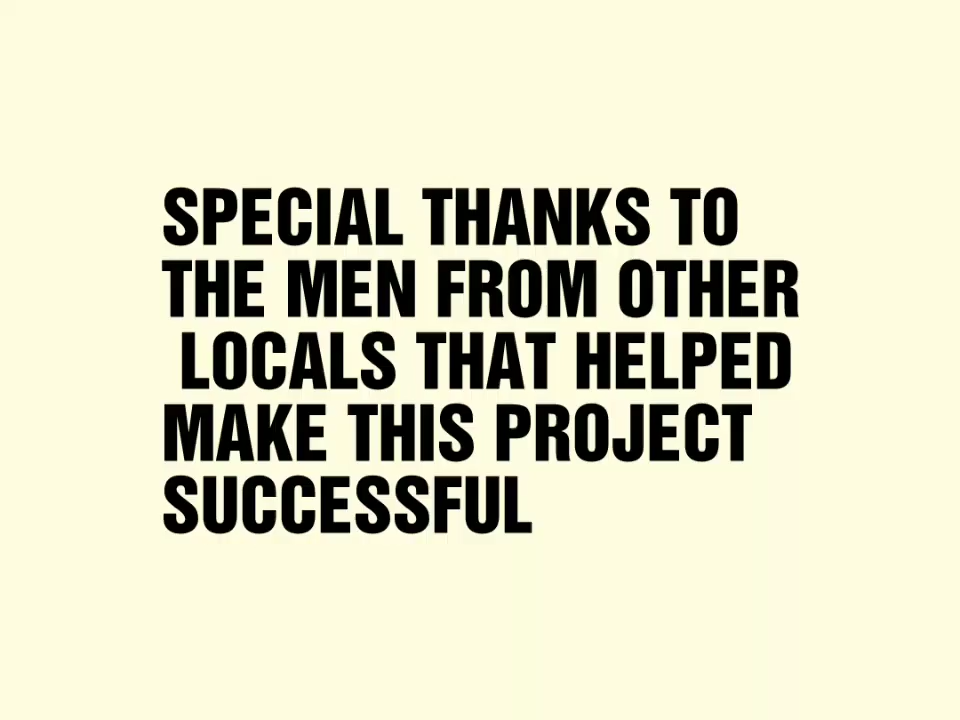 SPECIAL THANKS TO
THE MEN FROM OTHER
LOCALS THAT HELPED
MAKE THIS PROJECT
SUCCESSFUL